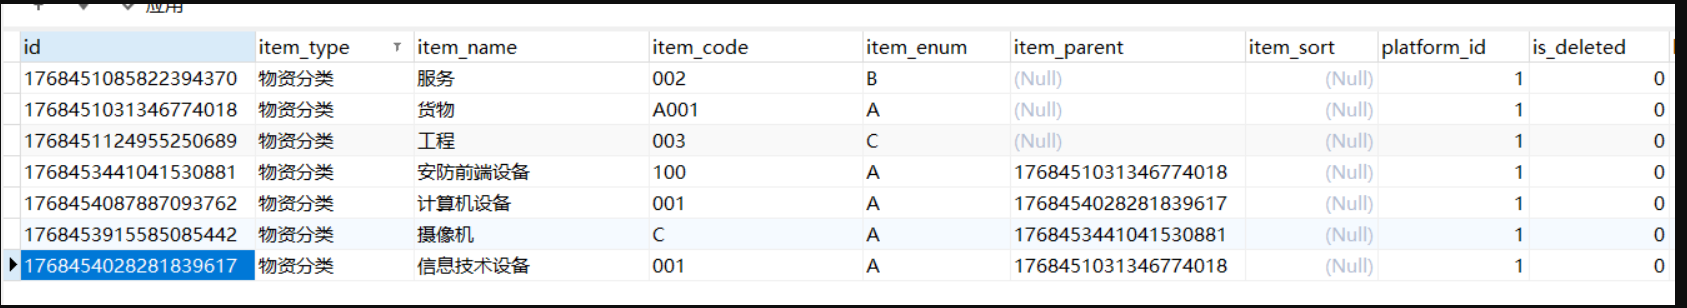 应用
id item_type item_name item_code item_enum item_parent item_sort platform_id is_deleted
1768451085822394370 物资分类 服务 002 B (Null) (Null) 1 0
1768451031346774018 物资分类 货物 A001 A (Null) (Null) 1 0
1768451124955250689 物资分类 工程 003 C (Null) (Null) 1 0
1768453441041530881 物资分类 安防前端设备 100 A 1768451031346774018 (Null) 1 0
1768454087887093762 物资分类 计算机设备 001 A 1768454028281839617 (Null) 1 0
1768453915585085442 物资分类 摄像机 C A 1768453441041530881 (Null) 1 0
1768454028281839617 物资分类 信息技术设备 001 A 1768451031346774018 (Null) 1 0